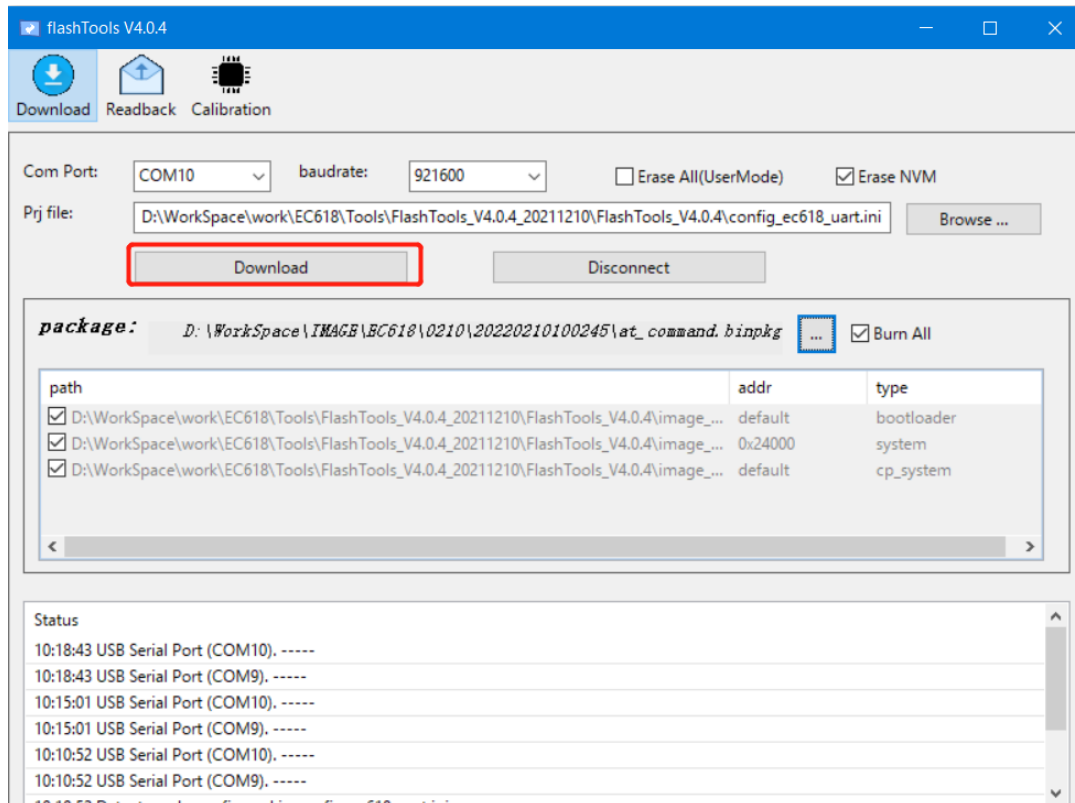 flashTools V4.0.4
Download Readback Calibration
Com Port: COM10 baudrate: 921600 Erase All(UserMode) Erase NVM
Prj file: D:\WorkSpace\work\EC618\Tools\FlashTools_V4.0.4_20211210\FlashTools_V4.0.4\config_ec618_uart.ini Browse ...
Download Disconnect
package: D:\WorkSpace\IMAGE\EC618\0210\20220210100245\at_command.binpkg ... Burn All
path addr type
D:\WorkSpace\work\EC618\Tools\FlashTools_V4.0.4_20211210\FlashTools_V4.0.4\image_... default bootloader
D:\WorkSpace\work\EC618\Tools\FlashTools_V4.0.4_20211210\FlashTools_V4.0.4\image_... 0x24000 system
D:\WorkSpace\work\EC618\Tools\FlashTools_V4.0.4_20211210\FlashTools_V4.0.4\image_... default cp_system
Status
10:18:43 USB Serial Port (COM10). -----
10:18:43 USB Serial Port (COM9). -----
10:15:01 USB Serial Port (COM10). -----
10:15:01 USB Serial Port (COM9). -----
10:10:52 USB Serial Port (COM10). -----
10:10:52 USB Serial Port (COM9). -----